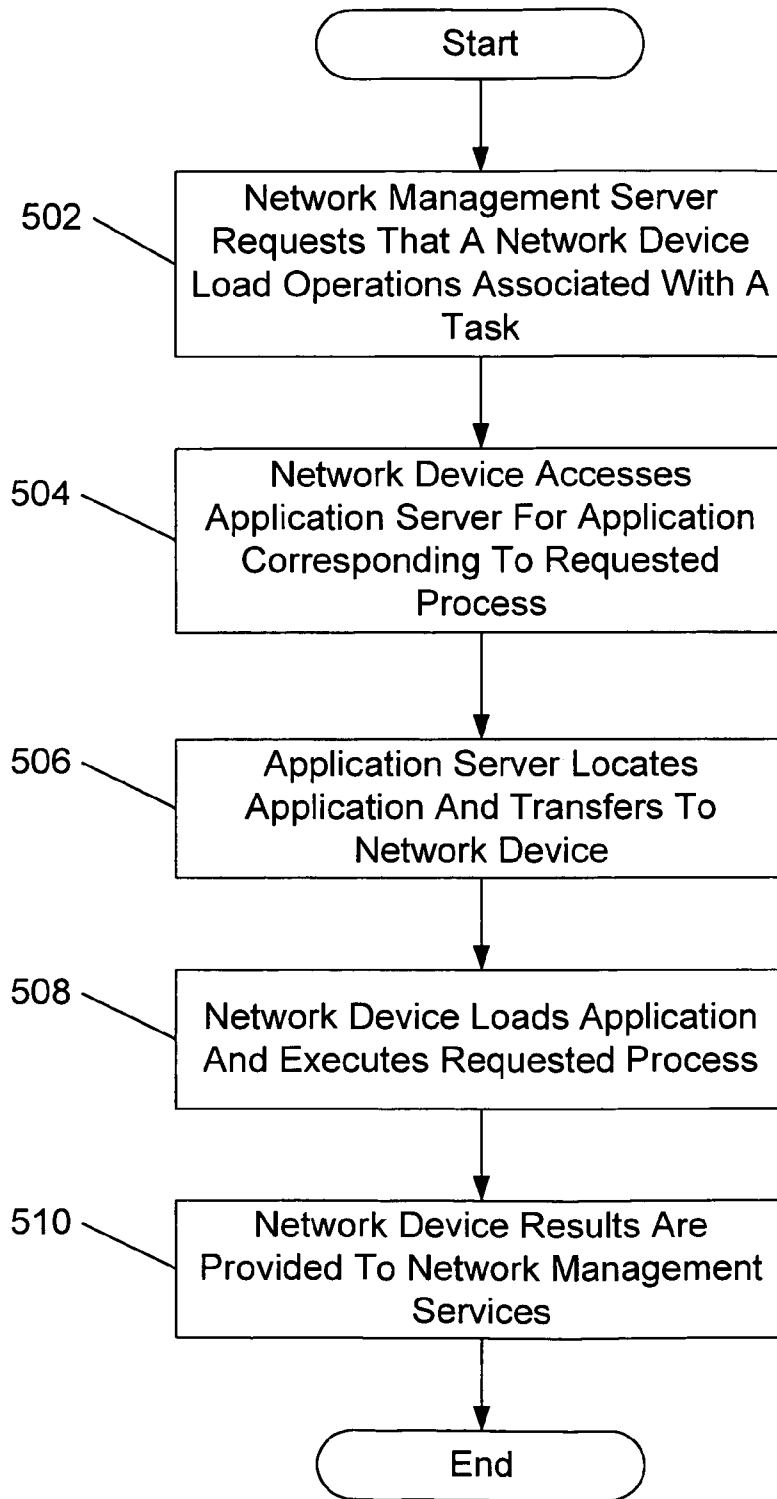 Start
502
Network Management Server
Requests That A Network Device
Load Operations Associated With A
Task
504
Network Device Accesses
Application Server For Application
Corresponding To Requested
Process
506
Application Server Locates
Application And Transfers To
Network Device
508
Network Device Loads Application
And Executes Requested Process
510
Network Device Results Are
Provided To Network Management
Services
End